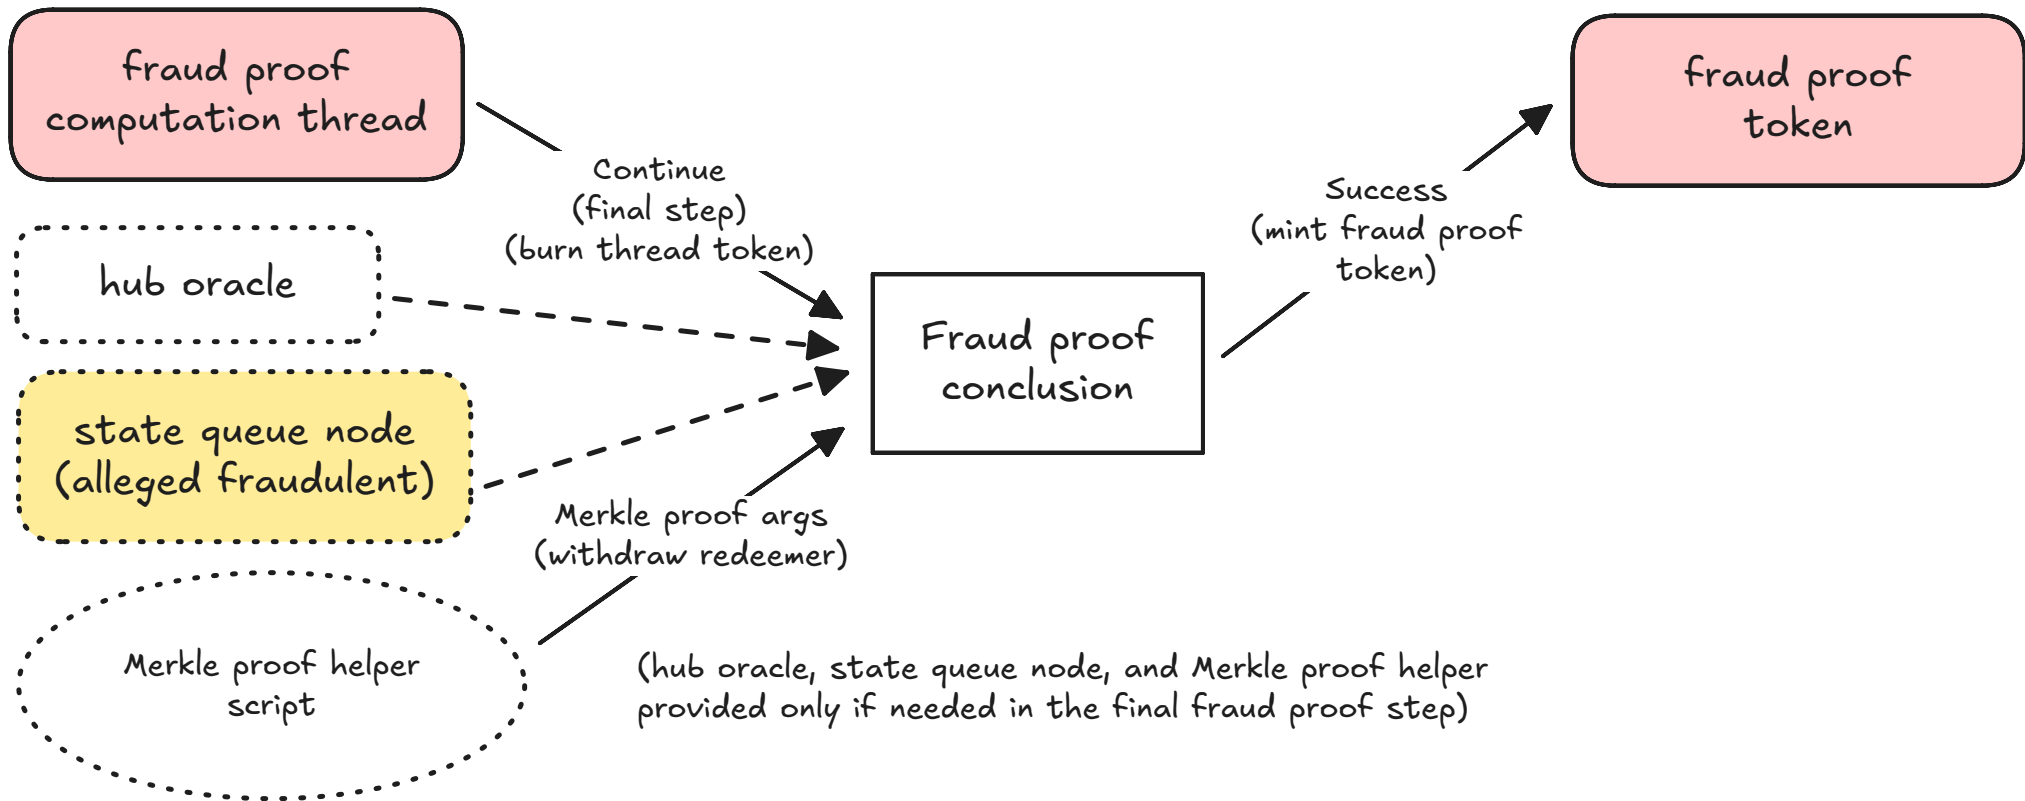 fraud proof
computation thread
fraud proof
token
Continue
(final step)
(burn thread token)
Success
(mint fraud proof
token)
hub oracle
Fraud proof
conclusion
state queue node
(alleged fraudulent)
Merkle proof args
(withdraw redeemer)
Merkle proof helper
script
(hub oracle, state queue node, and Merkle proof helper
provided only if needed in the final fraud proof step)